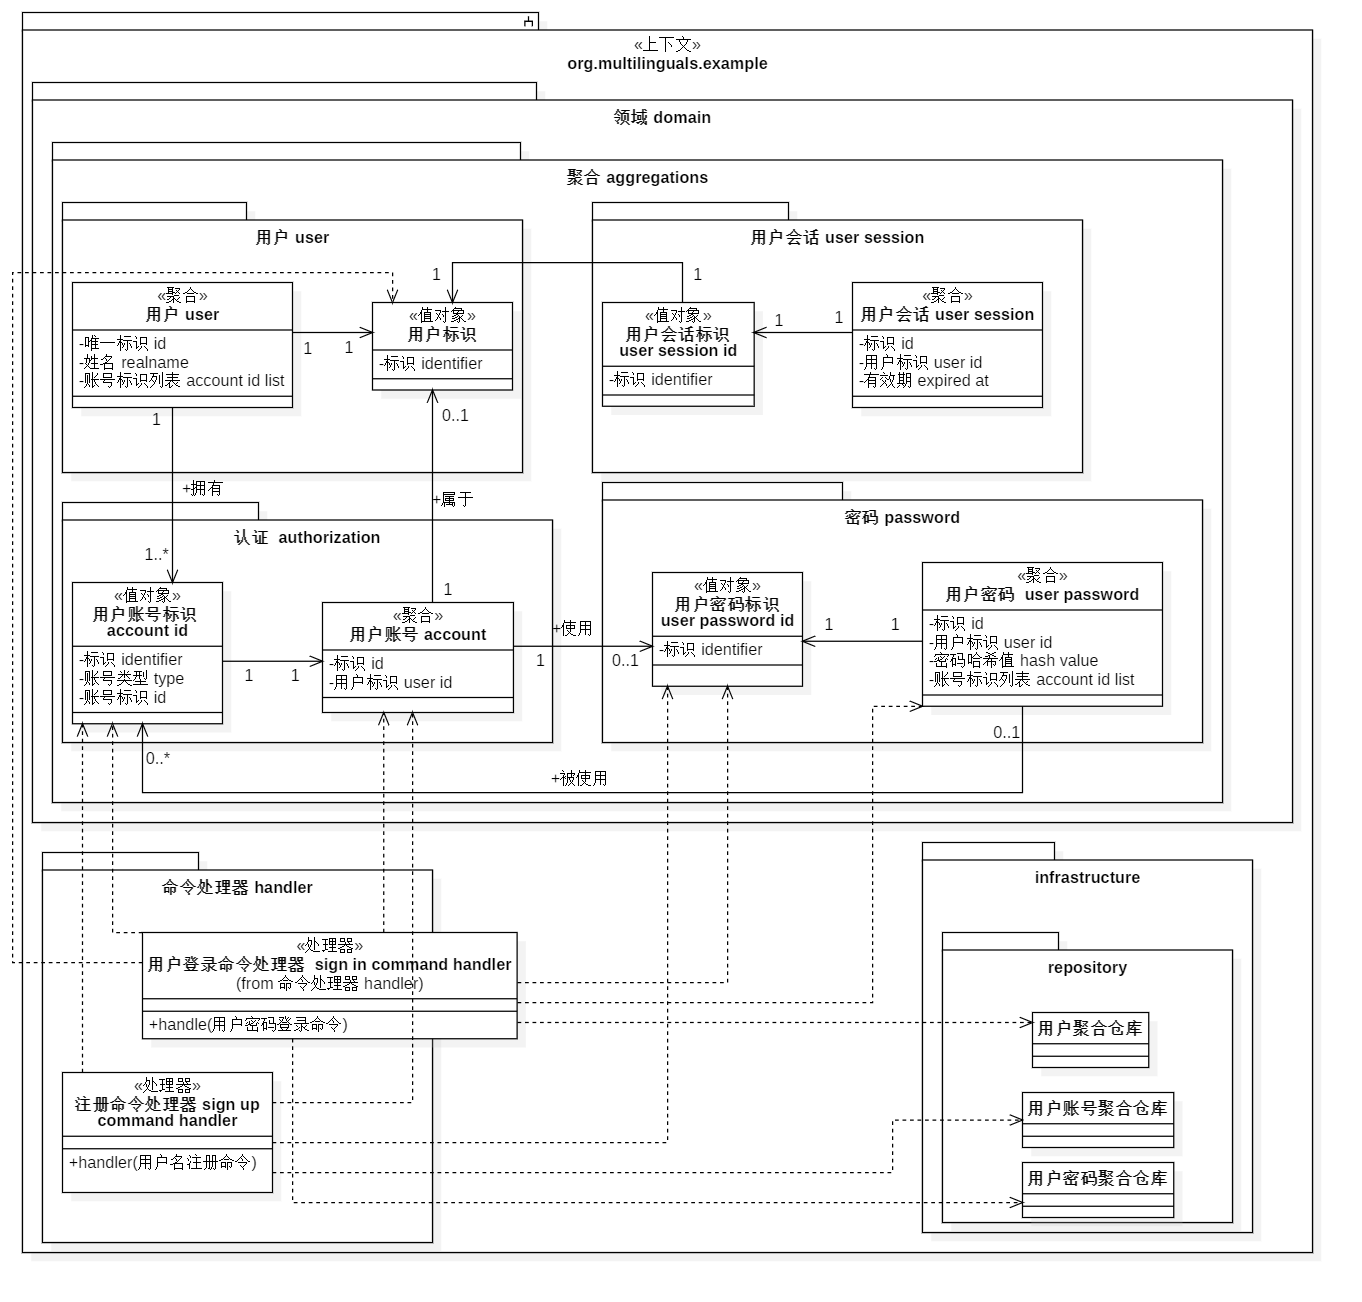 «上下文»
org.multilinguals.example
领域 domain
聚合 aggregations
用户 user
«聚合»
用户 user
-唯一标识 id
-姓名 realname
-账号标识列表 account id list
1
1
1
«值对象»
用户标识
-标识 identifier
0..1
1
1
用户会话 user session
«值对象»
用户会话标识
user session id
-标识 identifier
1
1
«聚合»
用户会话 user session
-标识 id
-用户标识 user id
-有效期 expired at
+拥有
1..*
+属于
1
认证  authorization
«值对象»
用户账号标识
account id
-标识 identifier
-账号类型 type
-账号标识 id
1
1
0..*
«聚合»
用户账号 account
-标识 id
-用户标识 user id
+使用
1
0..1
密码 password
«值对象»
用户密码标识
user password id
-标识 identifier
1
1
«聚合»
用户密码  user password
-标识 id
-用户标识 user id
-密码哈希值 hash value
-账号标识列表 account id list
0..1
+被使用
命令处理器 handler
«处理器»
用户登录命令处理器  sign in command handler
(from 命令处理器 handler)
+handle(用户密码登录命令)
«处理器»
注册命令处理器 sign up
command handler
+handler(用户名注册命令)
infrastructure
repository
用户聚合仓库
用户账号聚合仓库
用户密码聚合仓库